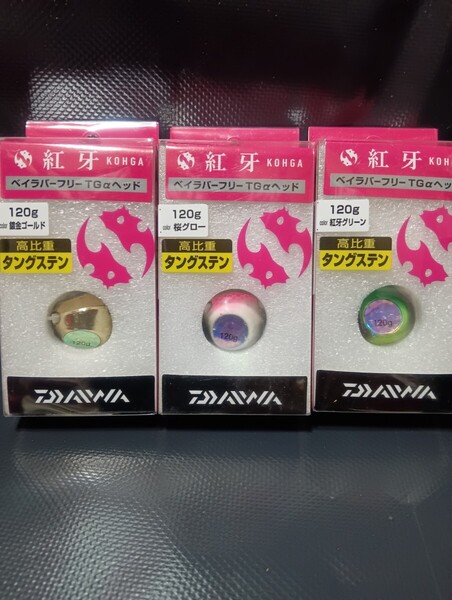 紅牙 KOHGA
ベイラバーフリー TGαヘッド
120g
color 鍍金ゴールド
高比重
タングステン
120g
DAIWA
紅牙 KOHGA
ベイラバーフリー TGαヘッド
120g
color 桜グロー
高比重
タングステン
120g
DAIWA
紅牙 KOHG
ベイラバーフリー TGαヘッ
120g
color 紅牙グリーン
高比重
タングステン
120g
DAIWA